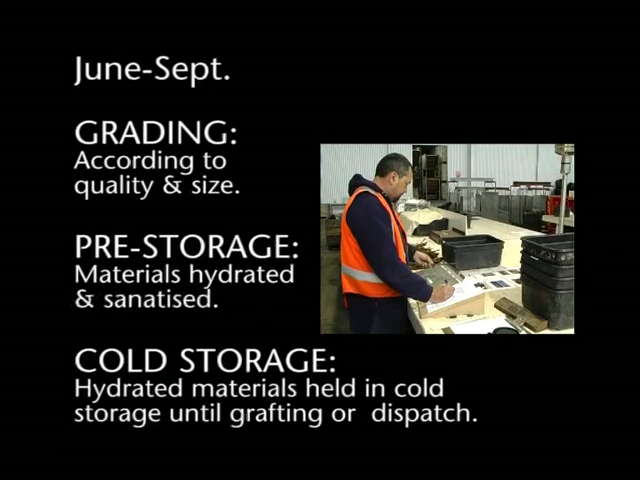 June-Sept.
GRADING:
According to
quality & size.
PRE-STORAGE:
Materials hydrated
& sanatised.
COLD STORAGE:
Hydrated materials held in cold
storage until grafting or  dispatch.